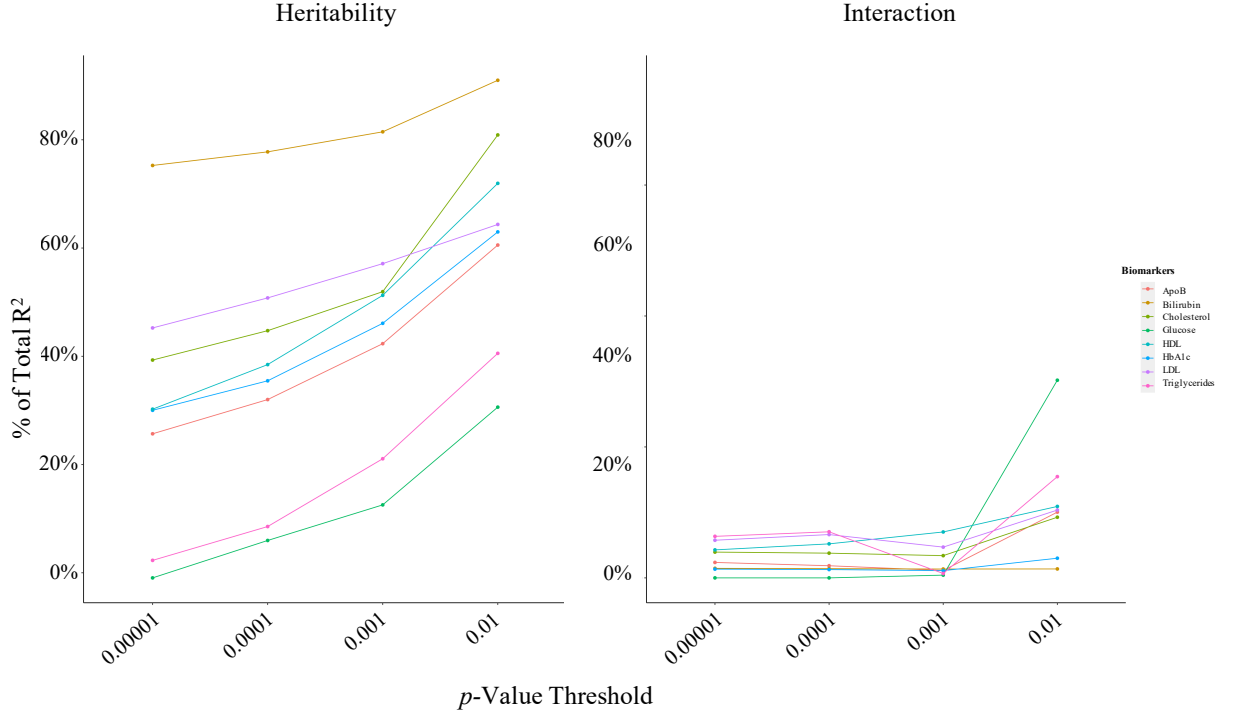 Heritability
Interaction
% of Total R²
80%
60%
40%
20%
0%
0.00001
0.0001
0.001
0.01
80%
60%
40%
20%
0%
0.00001
0.0001
0.001
0.01
p-Value Threshold
Biomarkers
ApoB
Bilirubin
Cholesterol
Glucose
HDL
HbA1c
LDL
Triglycerides